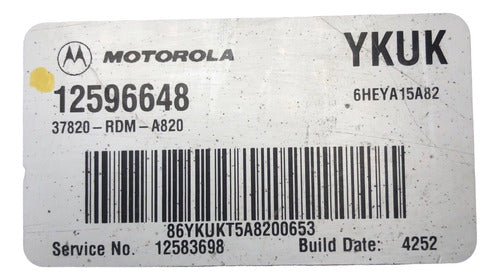 MOTOROLA YKUK
12596648 6HEYA15A82
37820-RDM-A820
86YKUKT5A8200653
Service No. 12583698 Build Date: 4252